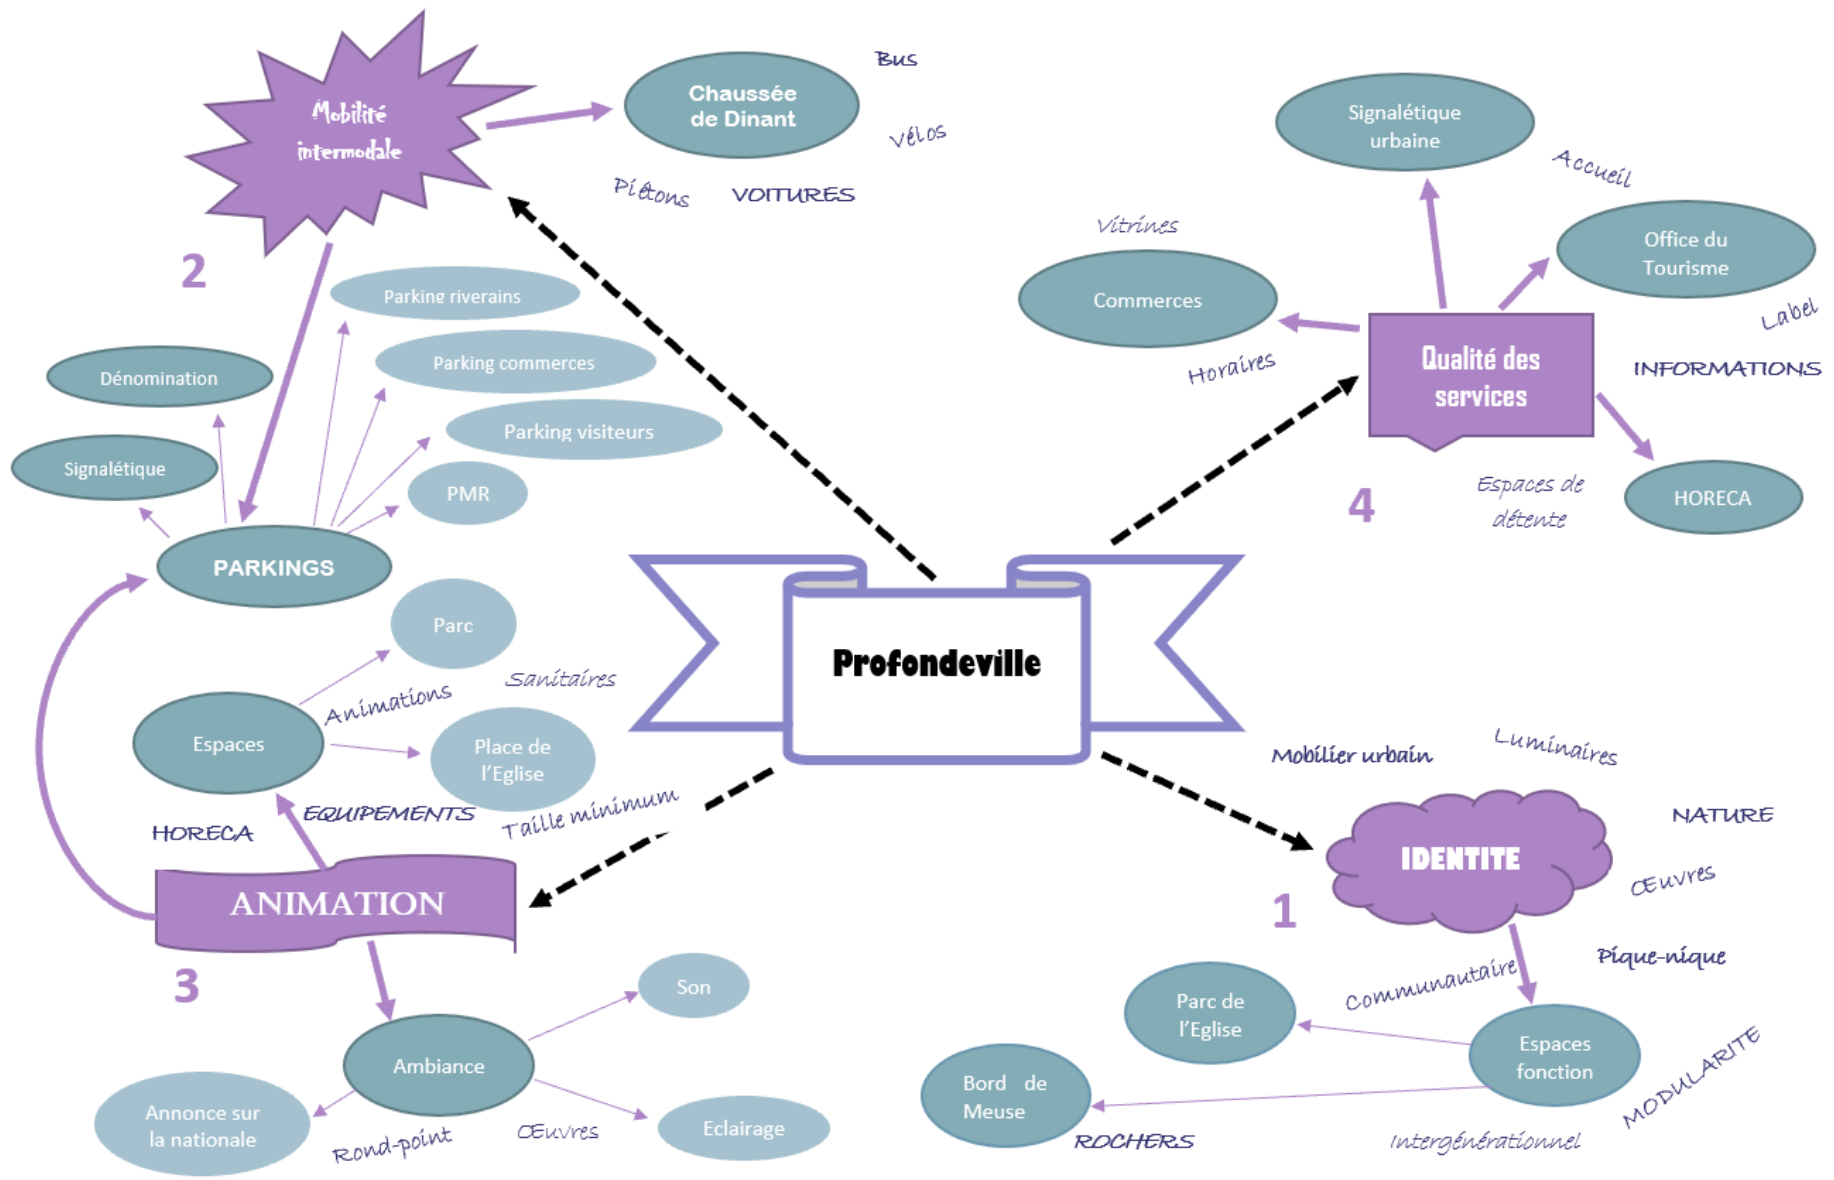 Mobilité
intermodale
2
Chaussée
de Dinant
Bus
Vélos
Piétons
VOITURES
Parking riverains
Parking commerces
Parking visiteurs
PMR
Dénomination
Signalétique
PARKINGS
Signalétique
urbaine
Accueil
Office du
Tourisme
Label
Vitrines
Commerces
Horaires
Qualité des
services
INFORMATIONS
HORECA
Espaces de
détente
4
Profondeville
Parc
Sanitaires
Animations
Espaces
Place de
l'Eglise
EQUIPEMENTS
Taille minimum
HORECA
ANIMATION
3
Son
Ambiance
Annonce sur
la nationale
Rond-point
Œuvres
Eclairage
Mobilier urbain
Luminaires
NATURE
IDENTITE
Œuvres
1
Pique-nique
Communautaire
Parc de
l'Eglise
Espaces
fonction
MODULARITE
Bord de
Meuse
ROCHERS
Intergénérationnel